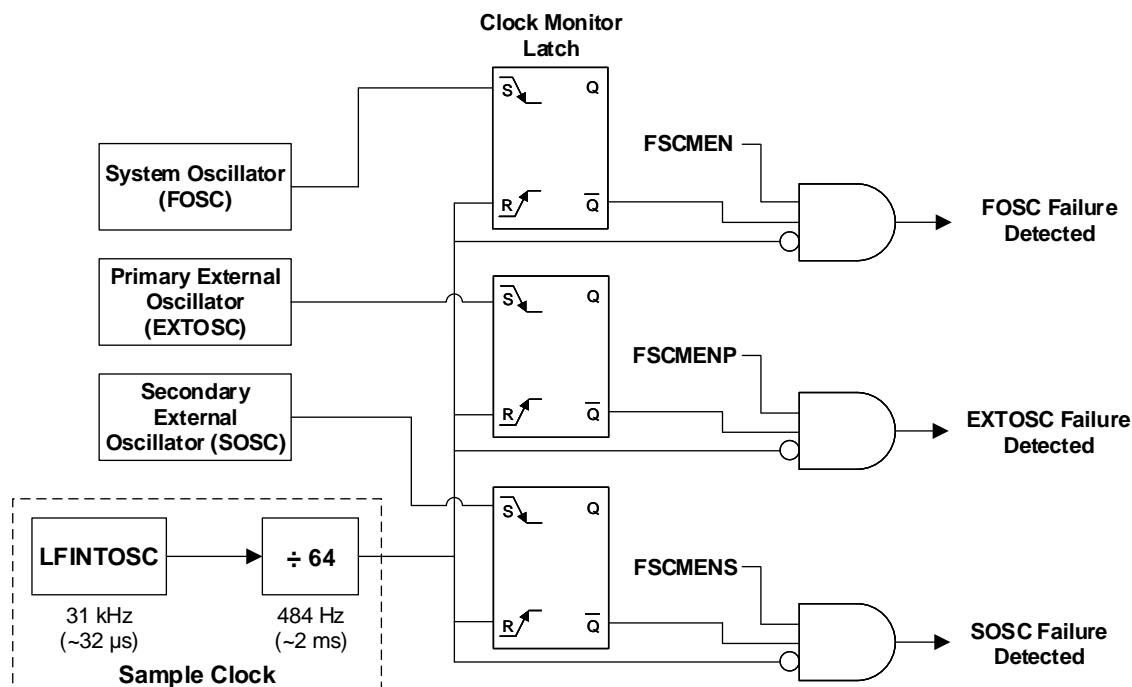 Clock Monitor
Latch
S
Q
R
Q̅
System Oscillator
(FOSC)
FSCMEN
FOSC Failure
Detected
Primary External
Oscillator
(EXTOSC)
S
Q
R
Q̅
FSCMENP
EXTOSC Failure
Detected
Secondary
External
Oscillator (SOSC)
S
Q
R
Q̅
FSCMENS
SOSC Failure
Detected
LFINTOSC
÷ 64
31 kHz
(~32 µs)
484 Hz
(~2 ms)
Sample Clock